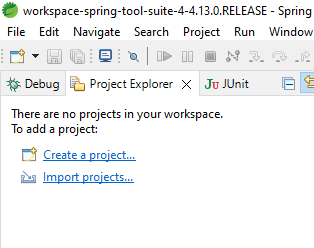 workspace-spring-tool-suite-4-4.13.0.RELEASE - Spring
File Edit Navigate Search Project Run Window
Debug Project Explorer JUnit
There are no projects in your workspace.
To add a project:
Create a project...
Import projects...